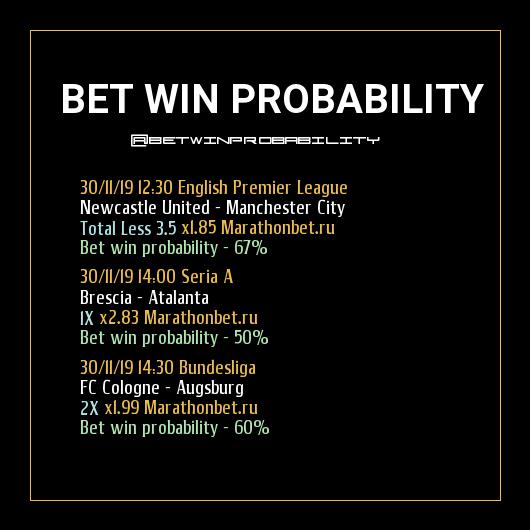 BET WIN PROBABILITY
@BETWINPROBABILITY
30/11/19 12:30 English Premier League
Newcastle United - Manchester City
Total Less 3.5 x1.85 Marathonbet.ru
Bet win probability - 67%
30/11/19 14:00 Seria A
Brescia - Atalanta
1X x2.83 Marathonbet.ru
Bet win probability - 50%
30/11/19 14:30 Bundesliga
FC Cologne - Augsburg
2X x1.99 Marathonbet.ru
Bet win probability - 60%